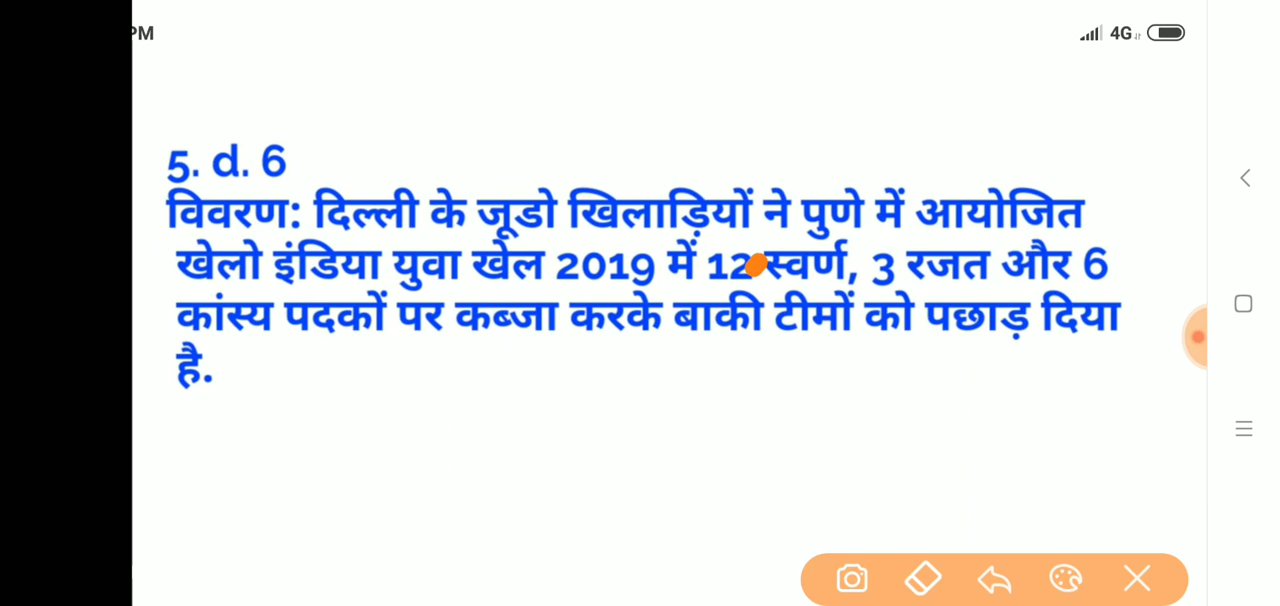 PM
4G
5. d. 6
विवरण: दिल्ली के जूडो खिलाड़ियों ने पुणे में आयोजित
खेलो इंडिया युवा खेल 2019 में 12 स्वर्ण, 3 रजत और 6
कांस्य पदकों पर कब्जा करके बाकी टीमों को पछाड़ दिया
है.